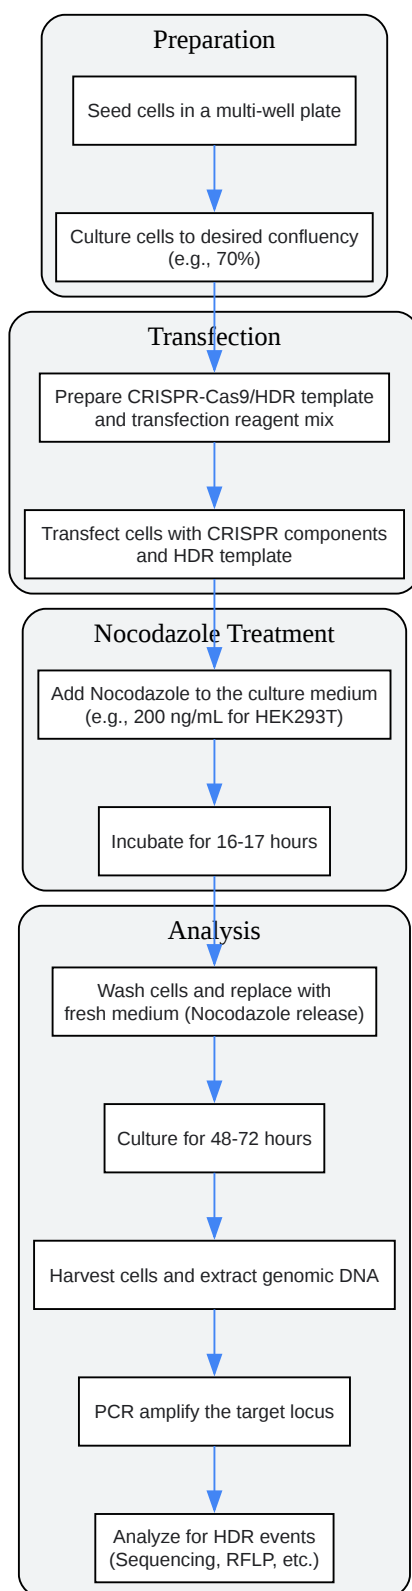 Preparation
Seed cells in a multi-well plate
Culture cells to desired confluency
(e.g., 70%)
Transfection
Prepare CRISPR-Cas9/HDR template
and transfection reagent mix
Transfect cells with CRISPR components
and HDR template
Nocodazole Treatment
Add Nocodazole to the culture medium
(e.g., 200 ng/mL for HEK293T)
Incubate for 16-17 hours
Analysis
Wash cells and replace with
fresh medium (Nocodazole release)
Culture for 48-72 hours
Harvest cells and extract genomic DNA
PCR amplify the target locus
Analyze for HDR events
(Sequencing, RFLP, etc.)